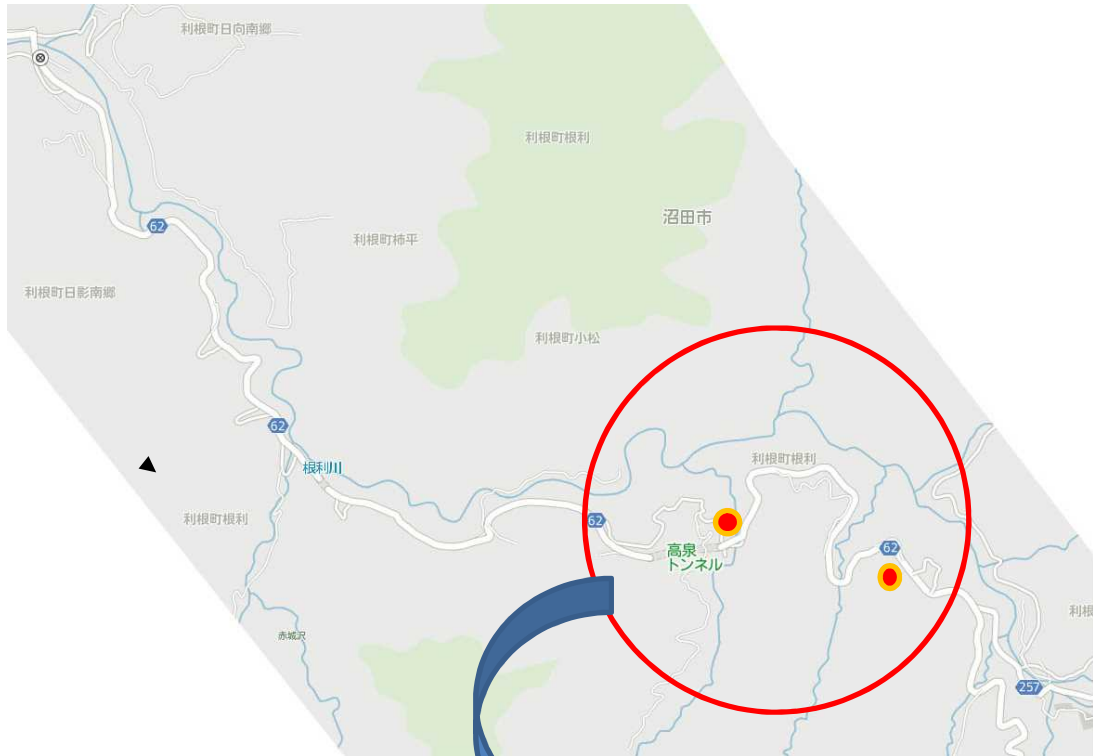 利根町日向南郷
利根町根利
沼田市
62
利根町柿平
利根町日影南郷
利根町小松
62
利根町根利
根利川
利根町根利
62
高泉
トンネル
62
利根
赤城沢
257